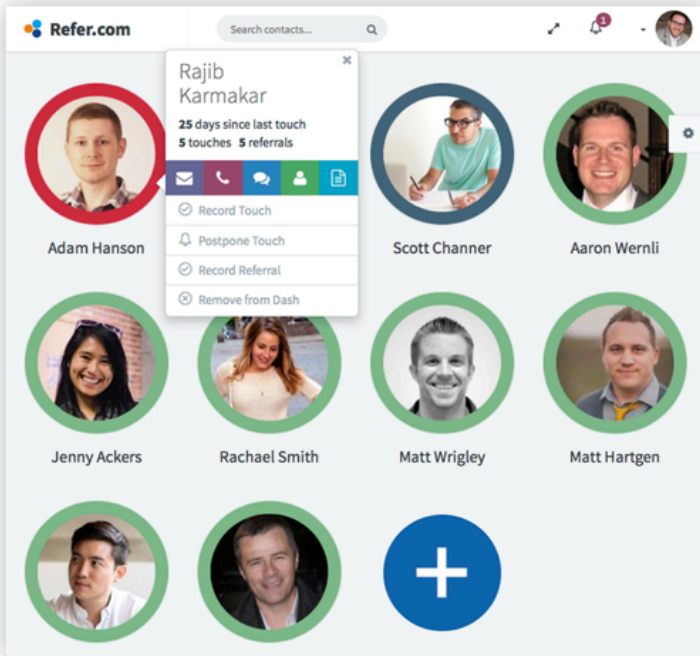 Refer.com
Search contacts...
1
Rajib
Karmakar
25 days since last touch
5 touches 5 referrals
Record Touch
Postpone Touch
Record Referral
Remove from Dash
Adam Hanson
Scott Channer
Aaron Wernli
Jenny Ackers
Rachael Smith
Matt Wrigley
Matt Hartgen